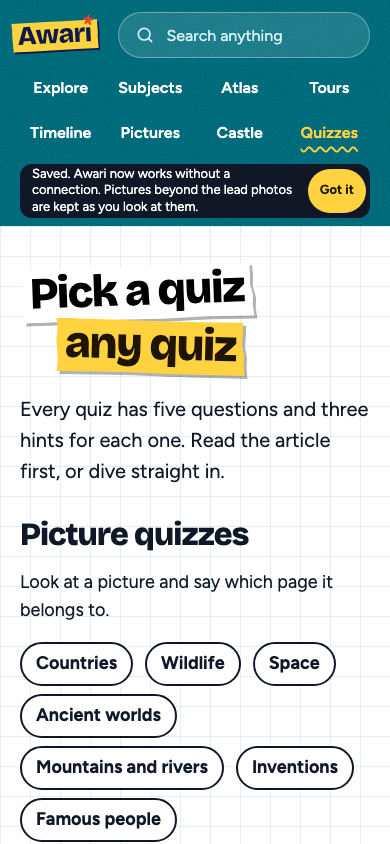 Awari
Search anything
Explore Subjects Atlas Tours
Timeline Pictures Castle Quizzes
Saved. Awari now works without a
connection. Pictures beyond the lead photos
are kept as you look at them.
Got it
Pick a quiz
any quiz
Every quiz has five questions and three
hints for each one. Read the article
first, or dive straight in.
Picture quizzes
Look at a picture and say which page it
belongs to.
Countries Wildlife Space
Ancient worlds
Mountains and rivers Inventions
Famous people